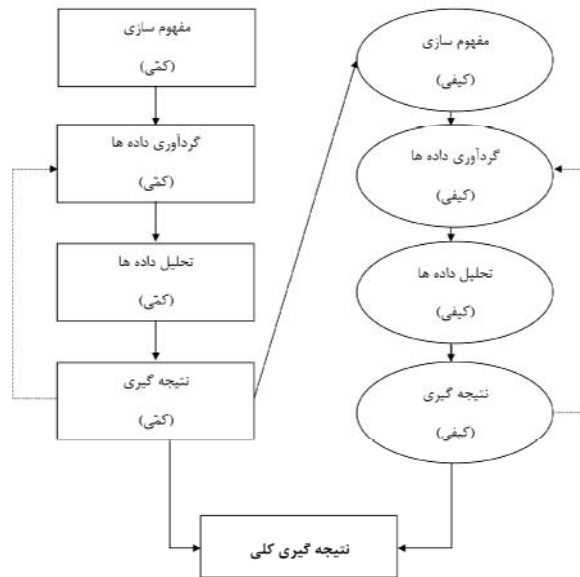 مفهوم سازی
(کمّی)
گردآوری داده ها
(کمّی)
تحلیل داده ها
(کمّی)
نتیجه گیری
(کمّی)
مفهوم سازی
(کیفی)
گردآوری داده ها
(کیفی)
تحلیل داده ها
(کیفی)
نتیجه گیری
(کیفی)
نتیجه گیری کلی